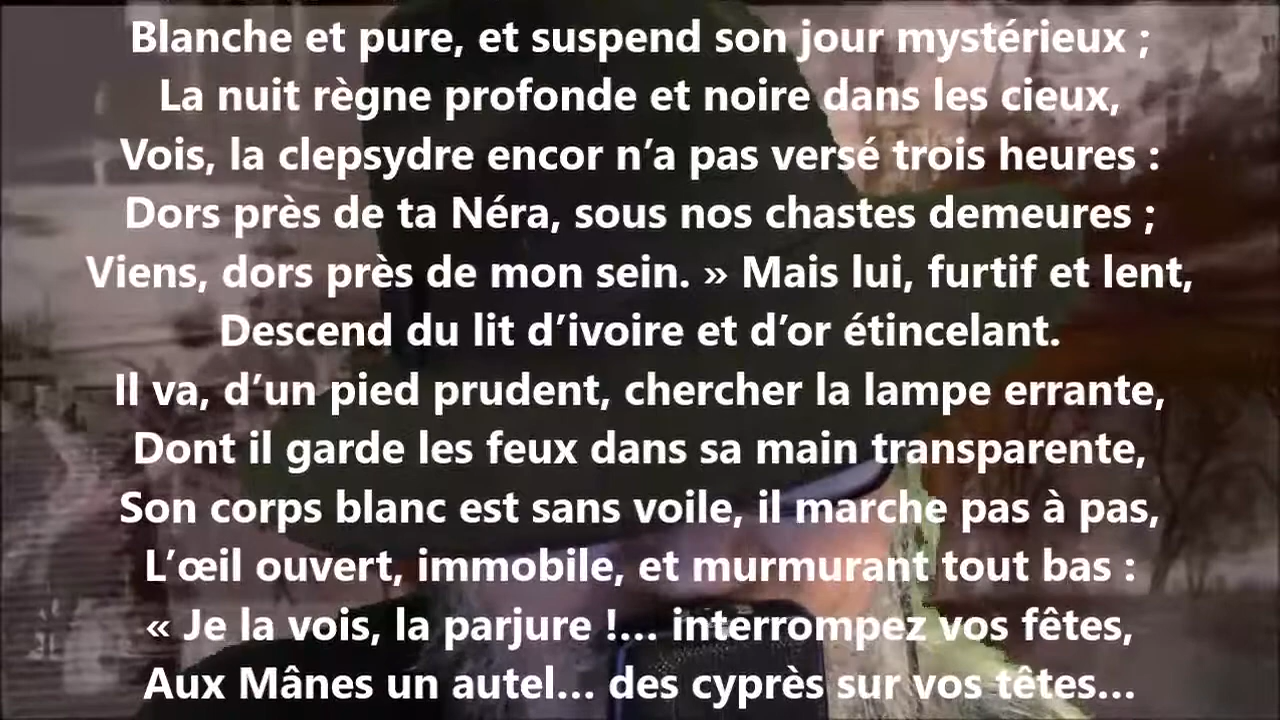 Blanche et pure, et suspend son jour mystérieux ;
La nuit règne profonde et noire dans les cieux,
Vois, la clepsydre encor n’a pas versé trois heures :
Dors près de ta Néra, sous nos chastes demeures ;
Viens, dors près de mon sein. » Mais lui, furtif et lent,
Descend du lit d’ivoire et d’or étincelant.
Il va, d’un pied prudent, chercher la lampe errante,
Dont il garde les feux dans sa main transparente,
Son corps blanc est sans voile, il marche pas à pas,
L’œil ouvert, immobile, et murmurant tout bas :
« Je la vois, la parjure !… interrompez vos fêtes,
Aux Mânes un autel… des cyprès sur vos têtes…